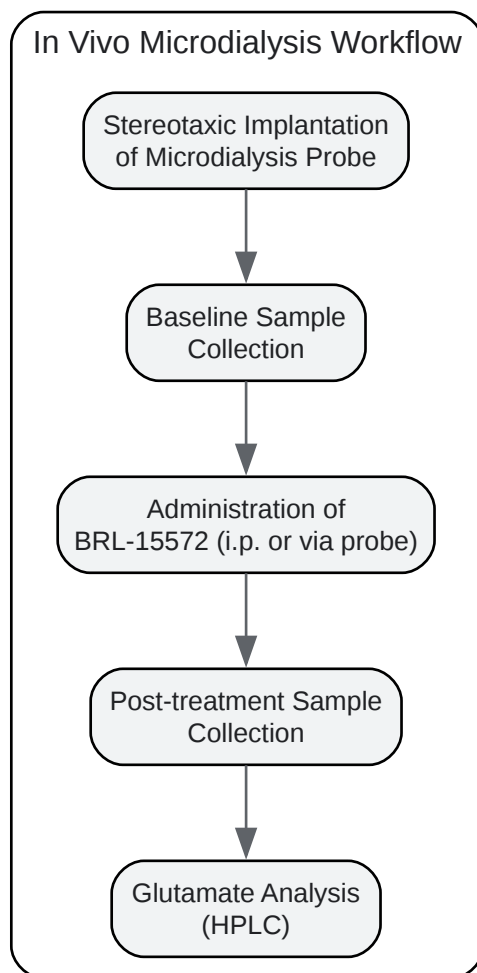 In Vivo Microdialysis Workflow
Stereotaxic Implantation
of Microdialysis Probe
Baseline Sample
Collection
Administration of
BRL-15572 (i.p. or via probe)
Post-treatment Sample
Collection
Glutamate Analysis
(HPLC)